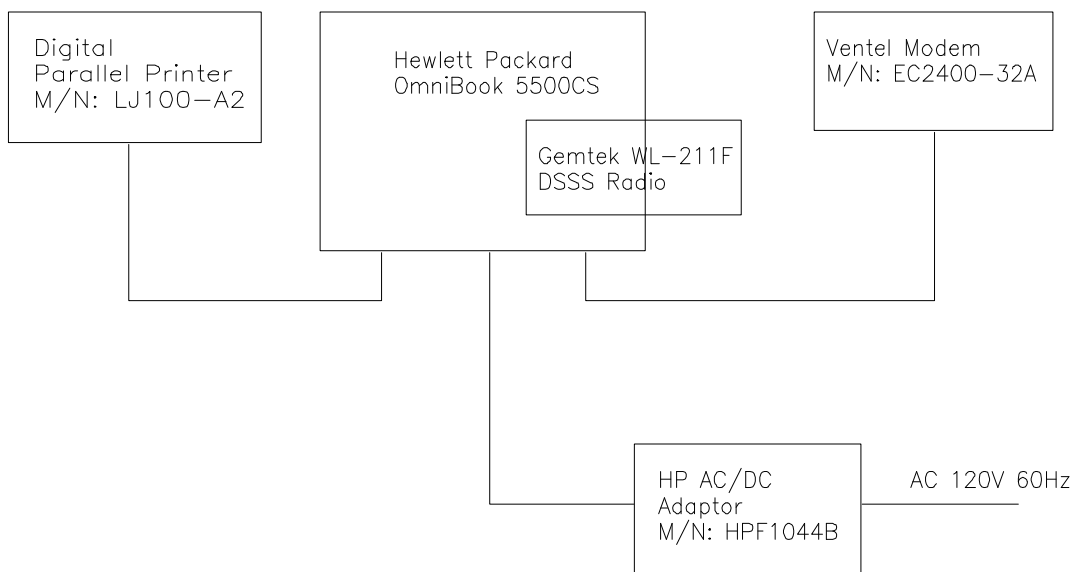 Digital
Parallel Printer
M/N: LJ100-A2
Hewlett Packard
OmniBook 5500CS
Gemtek WL-211F
DSSS Radio
Ventel Modem
M/N: EC2400-32A
HP AC/DC
Adaptor
M/N: HPF1044B
AC 120V 60Hz